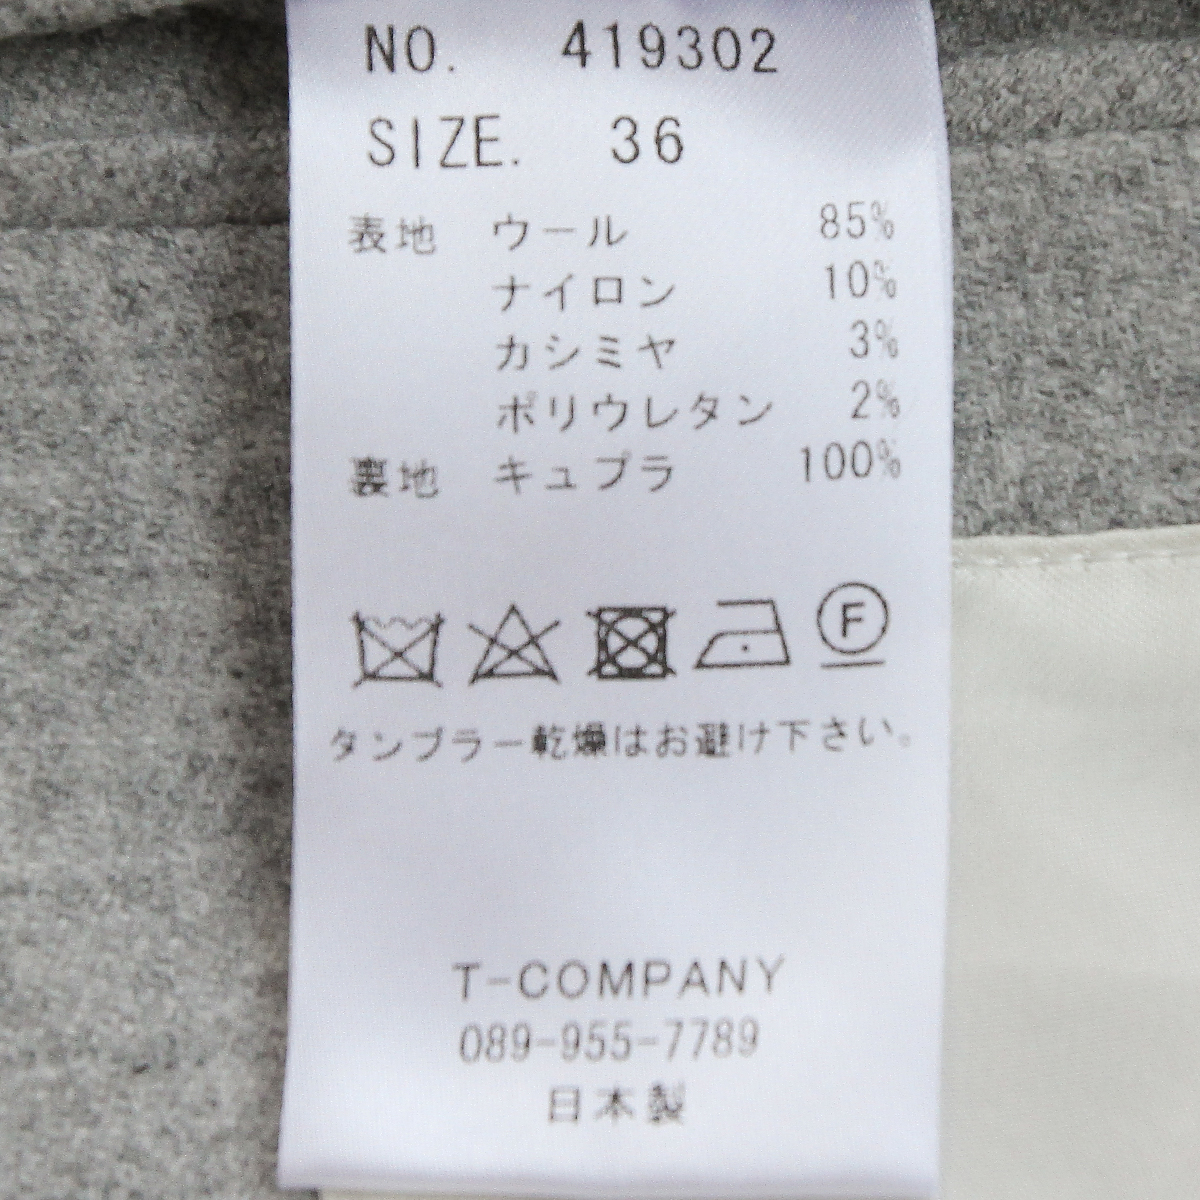 NO. 419302
SIZE. 36
表地 ウール 85%
ナイロン 10%
カシミヤ 3%
ポリウレタン 2%
裏地 キュプラ 100%
F
タンブラー乾燥はお避け下さい。
T-COMPANY
089-955-7789
日本製